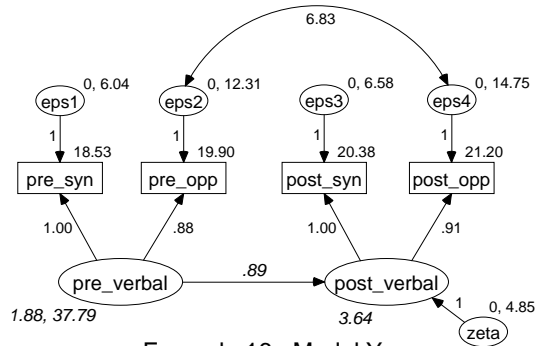 6.83
0, 6.04
0, 12.31
0, 6.58
0, 14.75
eps1
eps2
eps3
eps4
1
1
1
1
18.53
19.90
20.38
21.20
pre_syn
pre_opp
post_syn
post_opp
1.00
.88
1.00
.91
.89
pre_verbal
post_verbal
1.88, 37.79
3.64
1
0, 4.85
zeta